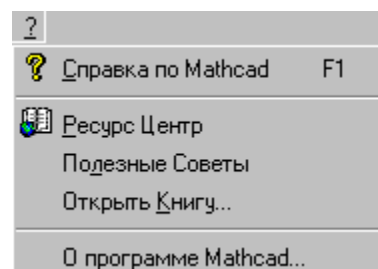 ?
Справка по Mathcad F1
Ресурс Центр
Полезные Советы
Открыть Книгу...
О программе Mathcad...